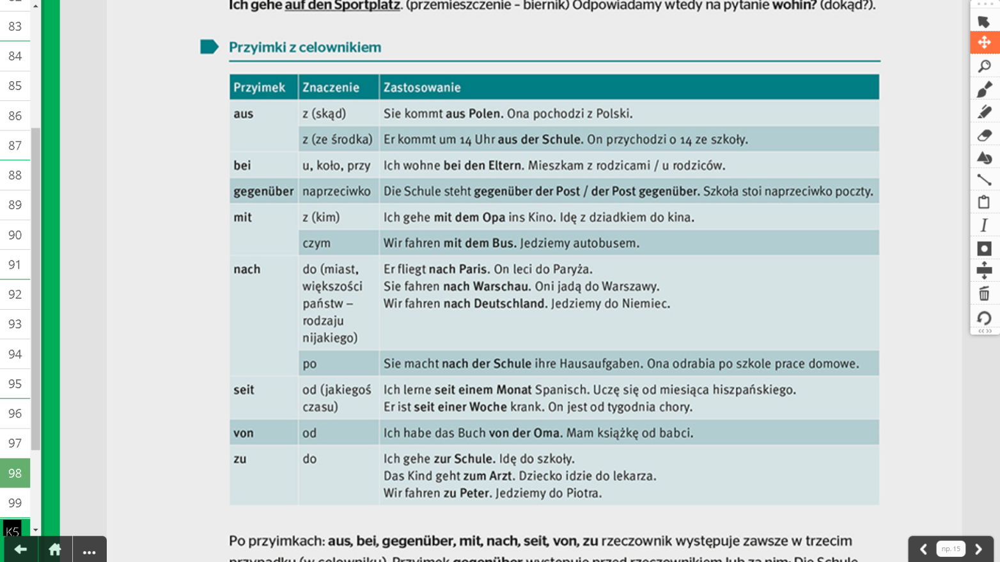 Ich gehe auf den Sportplatz. (przemieszczenie – biernik) Odpowiadamy wtedy na pytanie wohin? (dokąd?).
Przyimki z celownikiem
Przyimek Znaczenie Zastosowanie
aus z (skąd) Sie kommt aus Polen. Ona pochodzi z Polski.
z (ze środka) Er kommt um 14 Uhr aus der Schule. On przychodzi o 14 ze szkoły.
bei u, koło, przy Ich wohne bei den Eltern. Mieszkam z rodzicami / u rodziców.
gegenüber naprzeciwko Die Schule steht gegenüber der Post / der Post gegenüber. Szkoła stoi naprzeciwko poczty.
mit z (kim) Ich gehe mit dem Opa ins Kino. Idę z dziadkiem do kina.
czym Wir fahren mit dem Bus. Jedziemy autobusem.
nach do (miast, Er fliegt nach Paris. On leci do Paryża.
większości Sie fahren nach Warschau. Oni jadą do Warszawy.
państw – Wir fahren nach Deutschland. Jedziemy do Niemiec.
rodzaju
nijakiego)
po Sie macht nach der Schule ihre Hausaufgaben. Ona odrabia po szkole prace domowe.
seit od (jakiegoś Ich lerne seit einem Monat Spanisch. Uczę się od miesiąca hiszpańskiego.
czasu) Er ist seit einer Woche krank. On jest od tygodnia chory.
von od Ich habe das Buch von der Oma. Mam książkę od babci.
zu do Ich gehe zur Schule. Idę do szkoły.
Das Kind geht zum Arzt. Dziecko idzie do lekarza.
Wir fahren zu Peter. Jedziemy do Piotra.
Po przyimkach: aus, bei, gegenüber, mit, nach, seit, von, zu rzeczownik występuje zawsze w trzecim
przypadku (w celowniku). Przyimek gegenüber występuje przed rzeczownikiem lub za nim: Die Schule
83
84
85
86
87
88
89
90
91
92
93
94
95
96
97
98
99
K5
...
I
np. 15